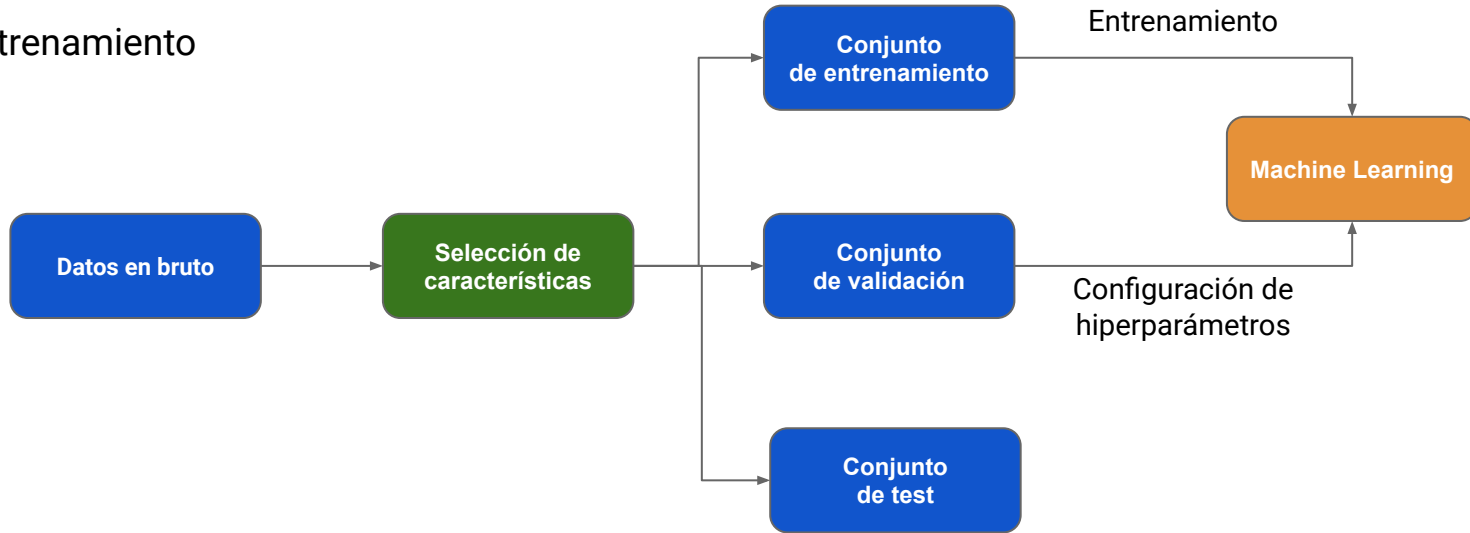 trenamiento
Conjunto
de entrenamiento
Entrenamiento
Machine Learning
Datos en bruto
Selección de
características
Conjunto
de validación
Configuración de
hiperparámetros
Conjunto
de test